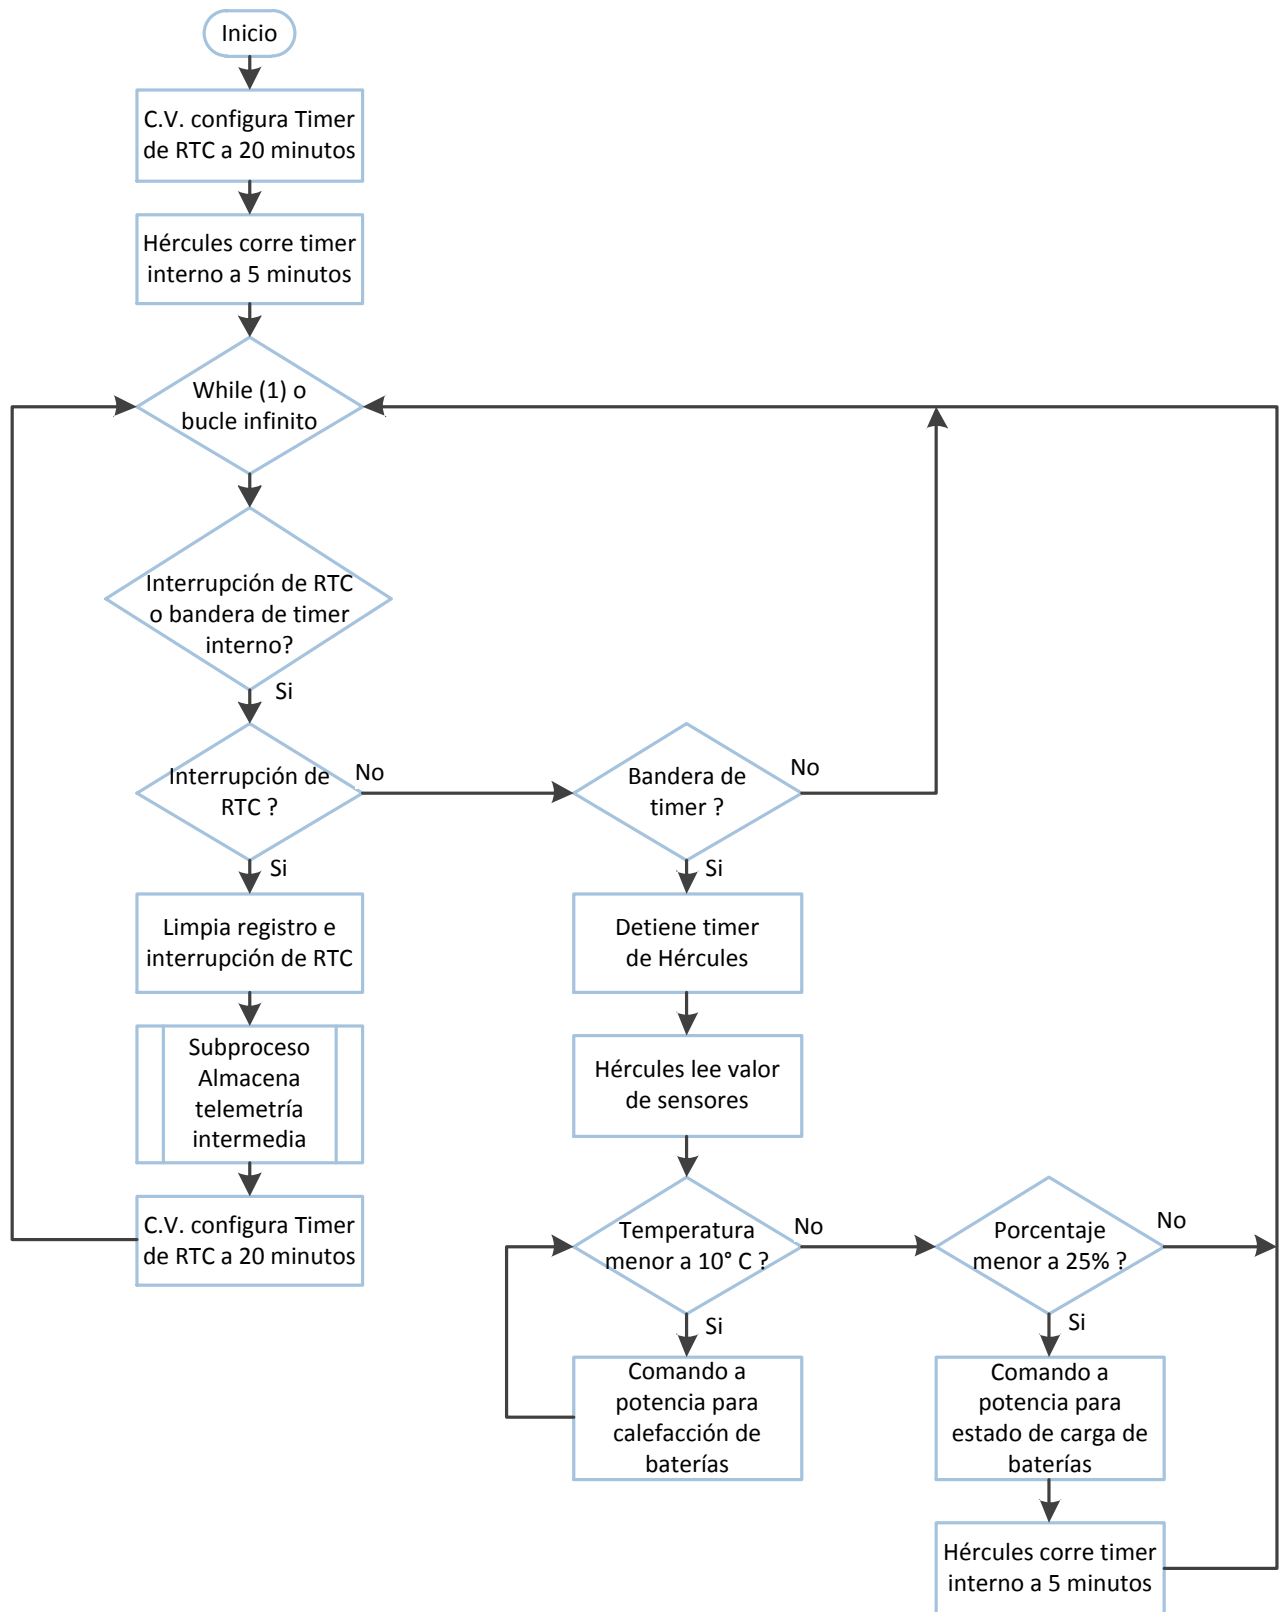 Inicio
C.V. configura Timer
de RTC a 20 minutos
Hércules corre timer
interno a 5 minutos
While (1) o
bucle infinito
Interrupción de RTC
o bandera de timer
interno?
Si
Interrupción de
RTC ?
No
Bandera de
timer ?
No
Si
Si
Limpia registro e
interrupción de RTC
Detiene timer
de Hércules
Subproceso
Almacena
telemetría
intermedia
Hércules lee valor
de sensores
C.V. configura Timer
de RTC a 20 minutos
Temperatura
menor a 10° C ?
No
Porcentaje
menor a 25% ?
No
Si
Si
Comando a
potencia para
calefacción de
baterías
Comando a
potencia para
estado de carga de
baterías
Hércules corre timer
interno a 5 minutos